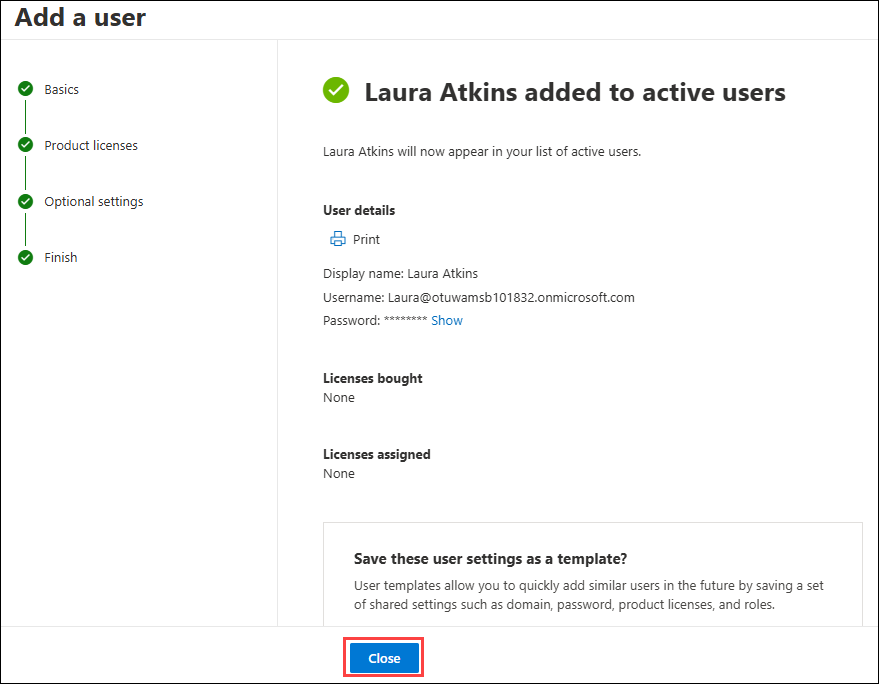 Add a user
Basics
Product licenses
Optional settings
Finish
Laura Atkins added to active users
Laura Atkins will now appear in your list of active users.
User details
Print
Display name: Laura Atkins
Username: Laura@otuwamsb101832.onmicrosoft.com
Password: ******** Show
Licenses bought
None
Licenses assigned
None
Save these user settings as a template?
User templates allow you to quickly add similar users in the future by saving a set
of shared settings such as domain, password, product licenses, and roles.
Close